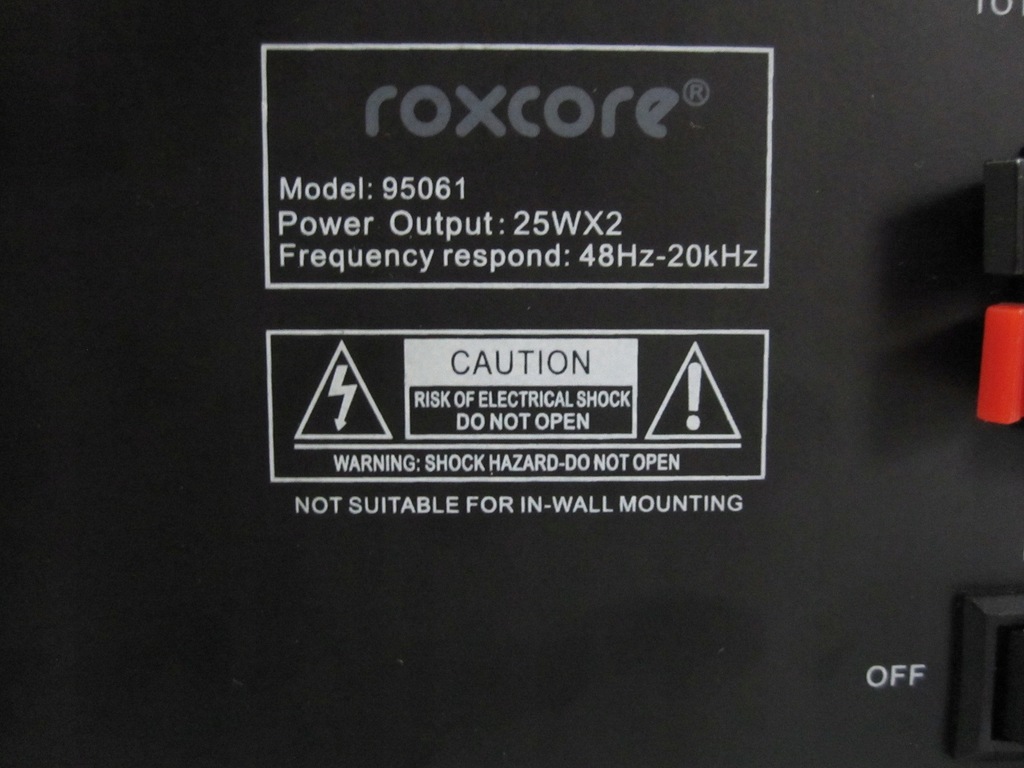 roxcore®
Model: 95061
Power Output: 25WX2
Frequency respond: 48Hz-20kHz
CAUTION
RISK OF ELECTRICAL SHOCK
DO NOT OPEN
WARNING: SHOCK HAZARD-DO NOT OPEN
NOT SUITABLE FOR IN-WALL MOUNTING
OFF